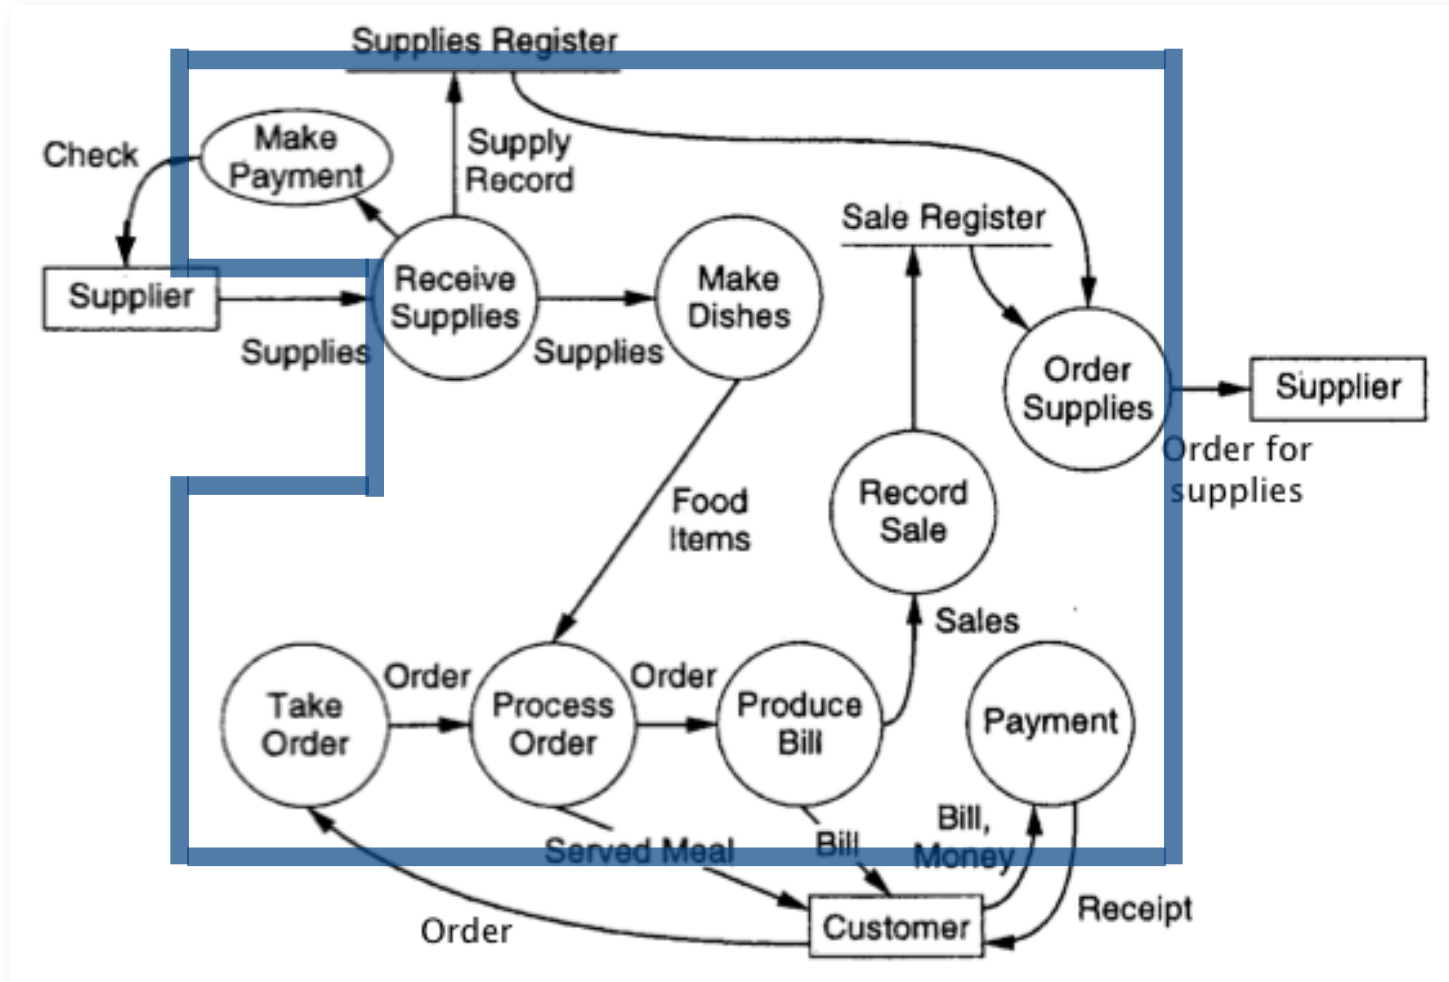 Supplies Register
Check
Make
Payment
Supply
Record
Sale Register
Supplier
Receive
Supplies
Make
Dishes
Supplies
Supplies
Order
Supplies
Supplier
Order for
supplies
Food
Items
Record
Sale
Sales
Take
Order
Order
Process
Order
Order
Produce
Bill
Payment
Served Meal
Bill
Bill,
Money
Order
Customer
Receipt